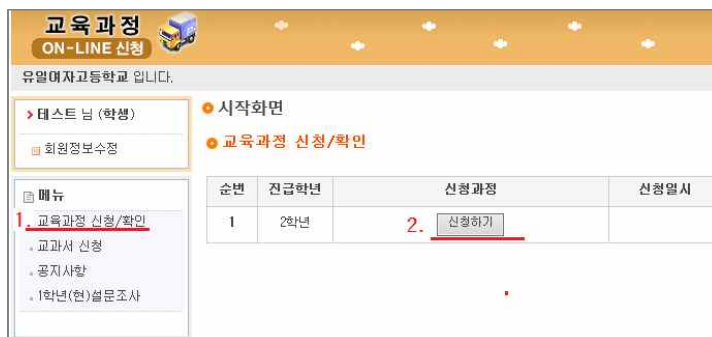 교육과정
ON-LINE 신청
유일여자고등학교 입니다.
테스트 님 (학생)
회원정보수정
메뉴
1. 교육과정 신청/확인
교과서 신청
공지사항
1학년(현)설문조사
시작화면
교육과정 신청/확인
순번 진급학년 신청과정 신청일시
1 2학년 2. 신청하기